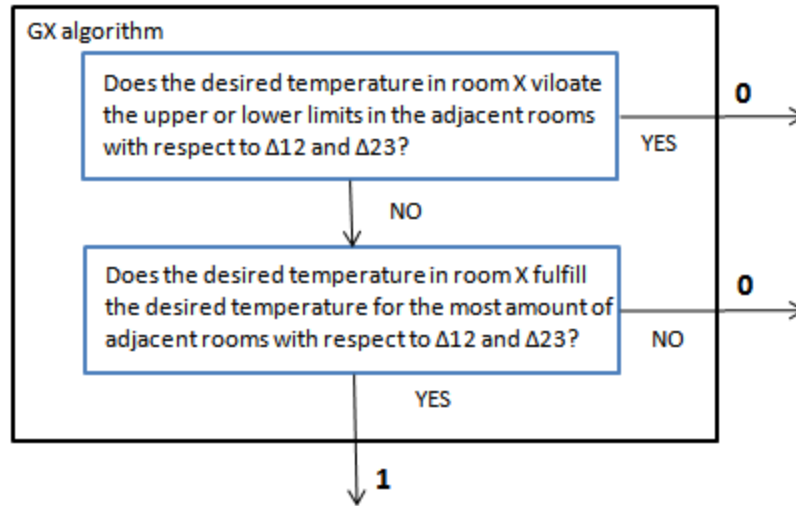 GX algorithm
Does the desired temperature in room X viloate
the upper or lower limits in the adjacent rooms
with respect to Δ12 and Δ23?
0
YES
NO
Does the desired temperature in room X fulfill
the desired temperature for the most amount of
adjacent rooms with respect to Δ12 and Δ23?
0
NO
YES
1